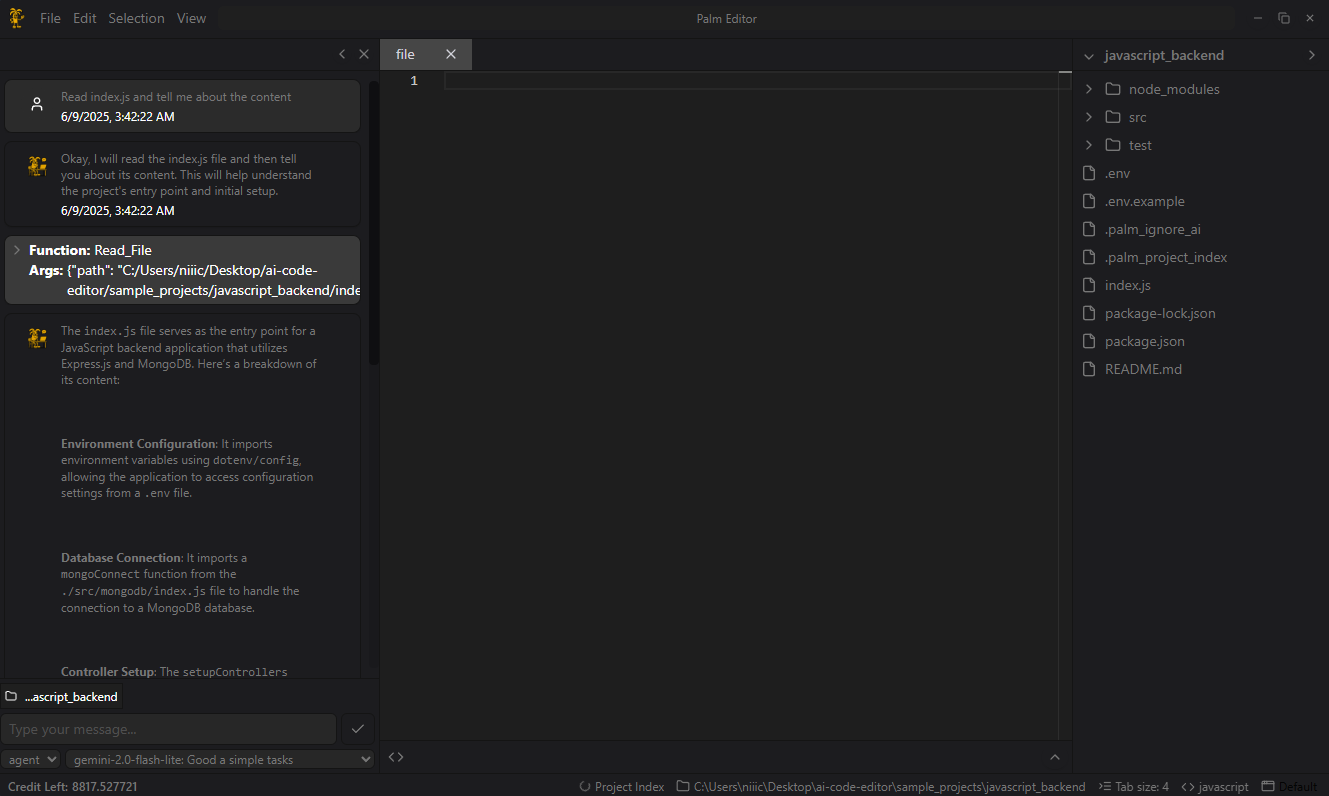 File Edit Selection View
Palm Editor
file
1
Read index.js and tell me about the content
6/9/2025, 3:42:22 AM
Okay, I will read the index.js file and then tell
you about its content. This will help understand
the project's entry point and initial setup.
6/9/2025, 3:42:22 AM
Function: Read_File
Args: {"path": "C:/Users/niiic/Desktop/ai-code-
editor/sample_projects/javascript_backend/inde
The index.js file serves as the entry point for a
JavaScript backend application that utilizes
Express.js and MongoDB. Here's a breakdown of
its content:
Environment Configuration: It imports
environment variables using dotenv/config,
allowing the application to access configuration
settings from a .env file.
Database Connection: It imports a
mongoConnect function from the
./src/mongodb/index.js file to handle the
connection to a MongoDB database.
Controller Setup: The setupControllers
...ascript_backend
Type your message...
agent
gemini-2.0-flash-lite: Good a simple tasks
javascript_backend
node_modules
src
test
.env
.env.example
.palm_ignore_ai
.palm_project_index
index.js
package-lock.json
package.json
README.md
Credit Left: 8817.527721
Project Index
C:\Users\niiic\Desktop\ai-code-editor\sample_projects\javascript_backend
Tab size: 4
javascript
Default